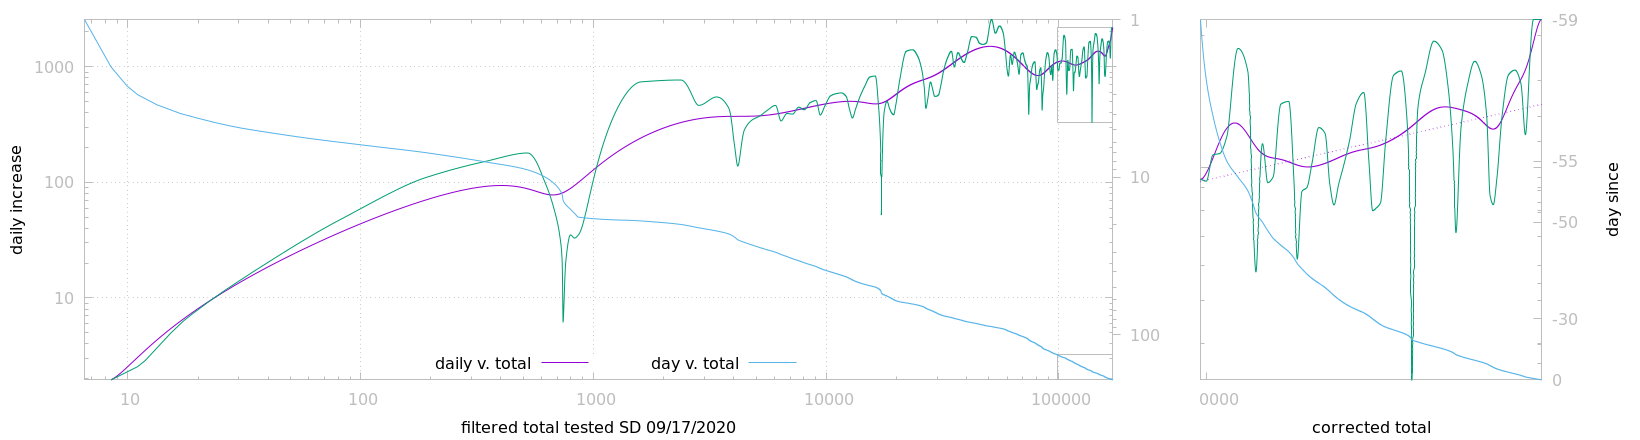 daily increase
1000
100
10
daily v. total
day v. total
1
10
100
10
100
1000
10000
100000
filtered total tested SD 09/17/2020
-59
-55
-50
-30
0
day since
0000
corrected total